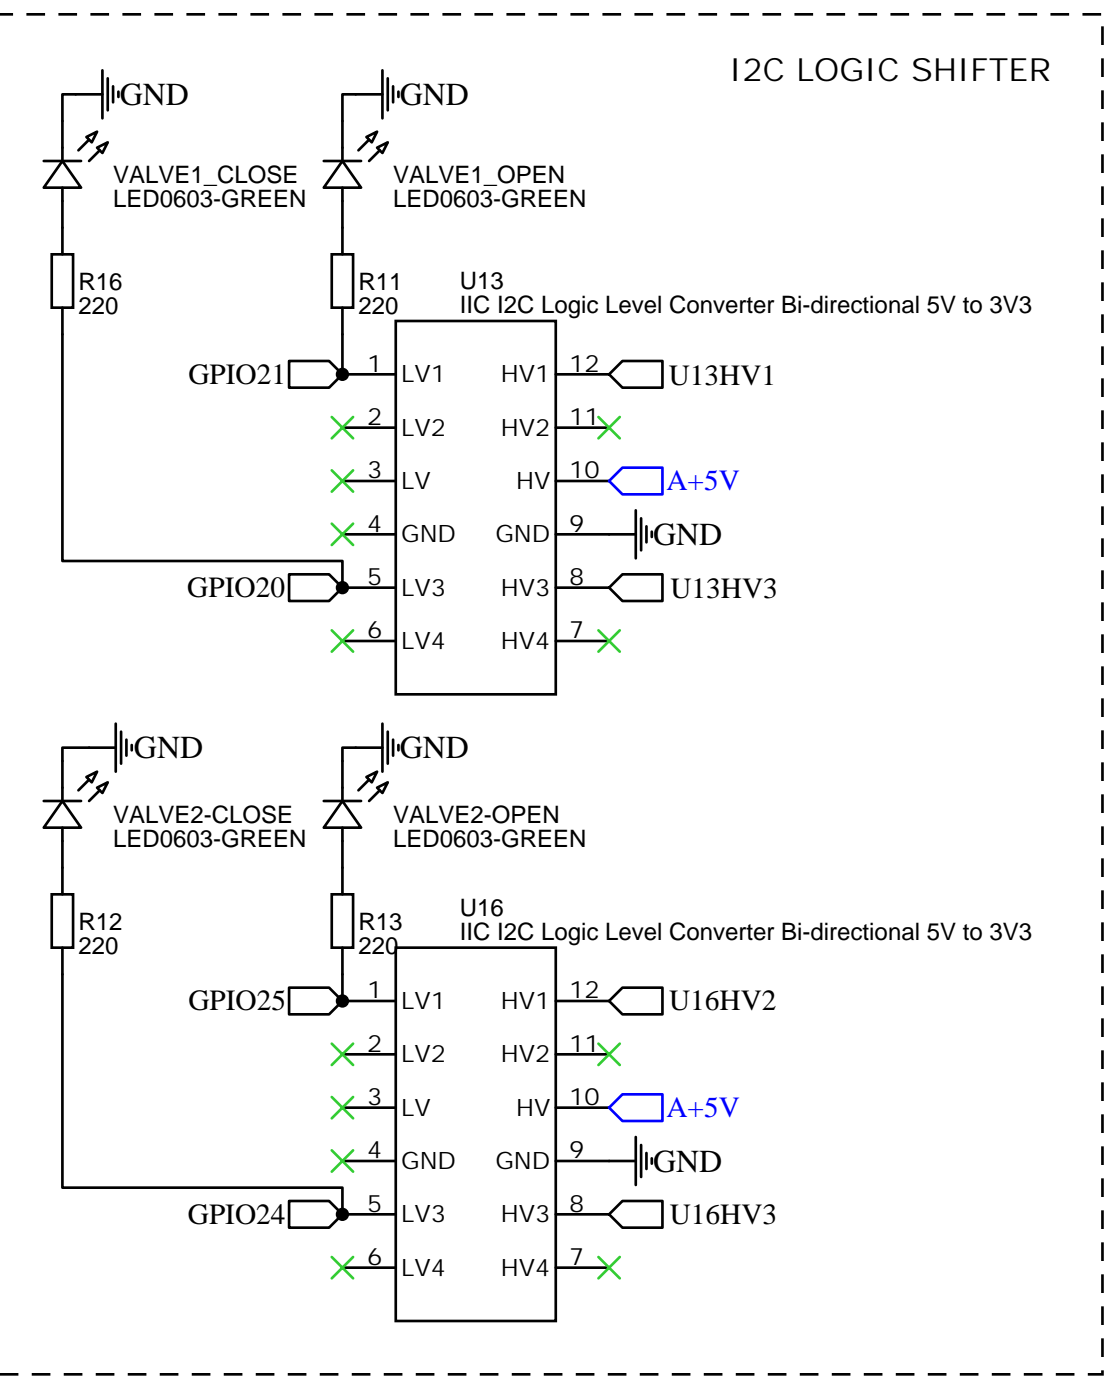 I2C LOGIC SHIFTER
GND
GND
VALVE1_CLOSE
LED0603-GREEN
VALVE1_OPEN
LED0603-GREEN
R16
220
R11
220
U13
IIC I2C Logic Level Converter Bi-directional 5V to 3V3
GPIO21 1 LV1 HV1 12 U13HV1
2 LV2 HV2 11
3 LV HV 10 A+5V
4 GND GND 9 GND
GPIO20 5 LV3 HV3 8 U13HV3
6 LV4 HV4 7
GND
GND
VALVE2-CLOSE
LED0603-GREEN
VALVE2-OPEN
LED0603-GREEN
R12
220
R13
220
U16
IIC I2C Logic Level Converter Bi-directional 5V to 3V3
GPIO25 1 LV1 HV1 12 U16HV2
2 LV2 HV2 11
3 LV HV 10 A+5V
4 GND GND 9 GND
GPIO24 5 LV3 HV3 8 U16HV3
6 LV4 HV4 7